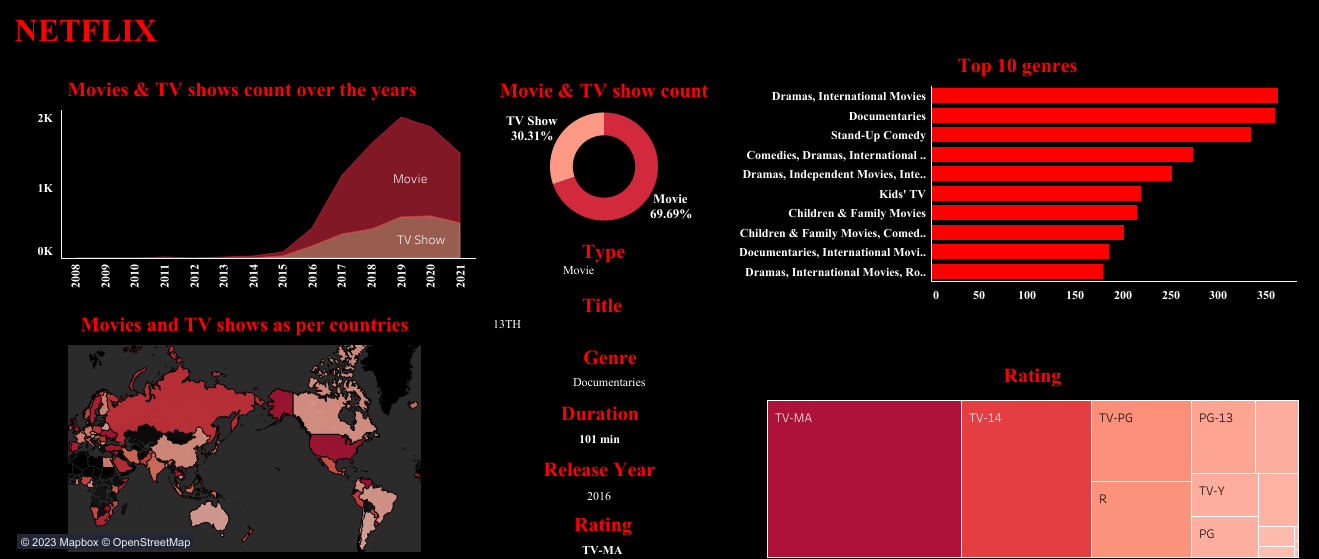 NETFLIX
Movies & TV shows count over the years
2K
1K
0K
Movie
TV Show
2008
2009
2010
2011
2012
2013
2014
2015
2016
2017
2018
2019
2020
2021
Movies and TV shows as per countries
© 2023 Mapbox © OpenStreetMap
Movie & TV show count
TV Show
30.31%
Movie
69.69%
Type
Movie
Title
13TH
Genre
Documentaries
Duration
101 min
Release Year
2016
Rating
TV-MA
Top 10 genres
Dramas, International Movies
Documentaries
Stand-Up Comedy
Comedies, Dramas, International ..
Dramas, Independent Movies, Inte..
Kids' TV
Children & Family Movies
Children & Family Movies, Comed..
Documentaries, International Movi..
Dramas, International Movies, Ro..
0
50
100
150
200
250
300
350
Rating
TV-MA
TV-14
TV-PG
R
PG-13
TV-Y
PG